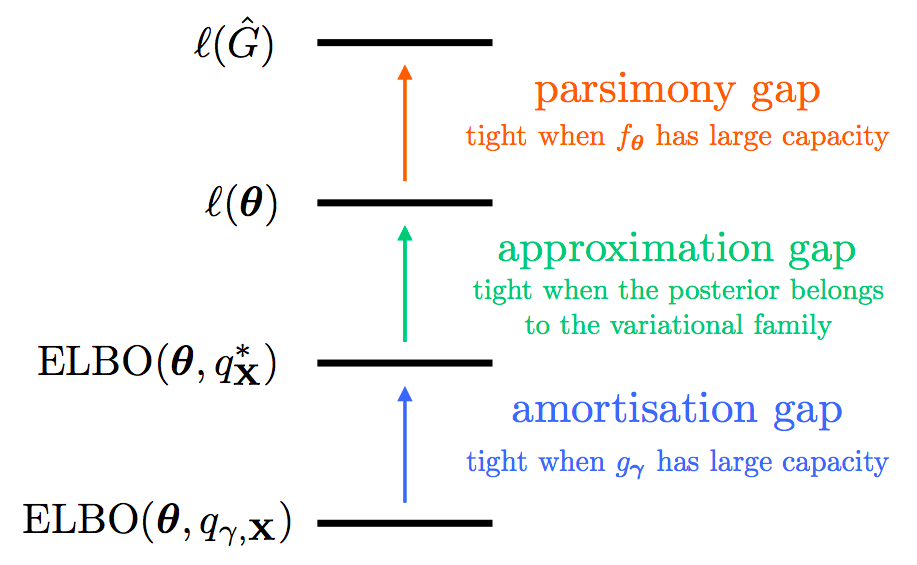 ℓ(Ĝ)
parsimony gap
tight when f_θ has large capacity
ℓ(θ)
approximation gap
tight when the posterior belongs
to the variational family
ELBO(θ, q*_X)
amortisation gap
tight when g_γ has large capacity
ELBO(θ, q_γ,X)